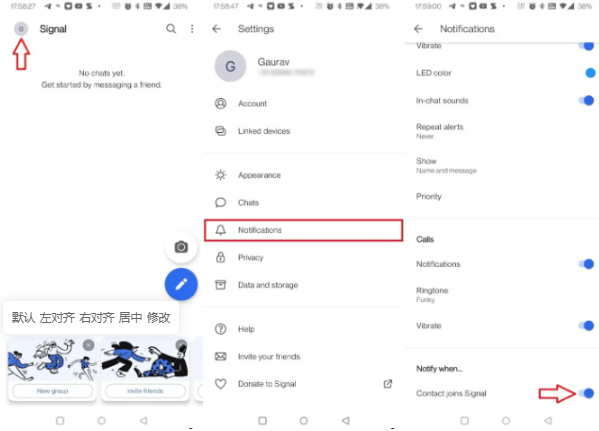 17:58:27
38%
G
Signal
No chats yet.
Get started by messaging a friend.
默认 左对齐 右对齐 居中 修改
New group
Invite friends
17:58:47
38%
Settings
G
Gaurav
Account
Linked devices
Appearance
Chats
Notifications
Privacy
Data and storage
Help
Invite your friends
Donate to Signal
17:59:00
38%
Notifications
Vibrate
LED color
In-chat sounds
Repeat alerts
Never
Show
Name and message
Priority
Calls
Notifications
Ringtone
Funky
Vibrate
Notify when...
Contact joins Signal